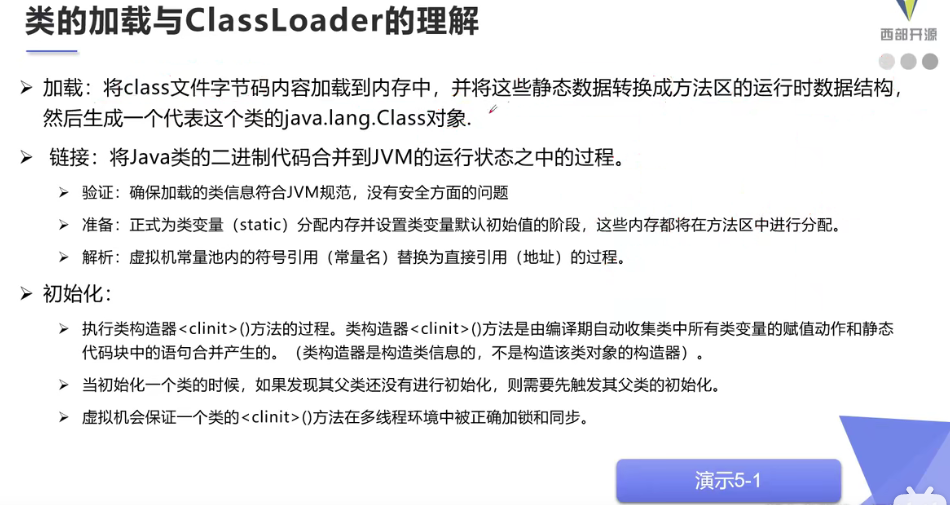 类的加载与ClassLoader的理解
西部开源
加载：将class文件字节码内容加载到内存中，并将这些静态数据转换成方法区的运行时数据结构，
然后生成一个代表这个类的java.lang.Class对象.
链接：将Java类的二进制代码合并到JVM的运行状态之中的过程。
验证：确保加载的类信息符合JVM规范，没有安全方面的问题
准备：正式为类变量（static）分配内存并设置类变量默认初始值的阶段，这些内存都将在方法区中进行分配。
解析：虚拟机常量池内的符号引用（常量名）替换为直接引用（地址）的过程。
初始化：
执行类构造器<clinit>()方法的过程。类构造器<clinit>()方法是由编译期自动收集类中所有类变量的赋值动作和静态
代码块中的语句合并产生的。（类构造器是构造类信息的，不是构造该类对象的构造器）。
当初始化一个类的时候，如果发现其父类还没有进行初始化，则需要先触发其父类的初始化。
虚拟机会保证一个类的<clinit>()方法在多线程环境中被正确加锁和同步。
演示5-1